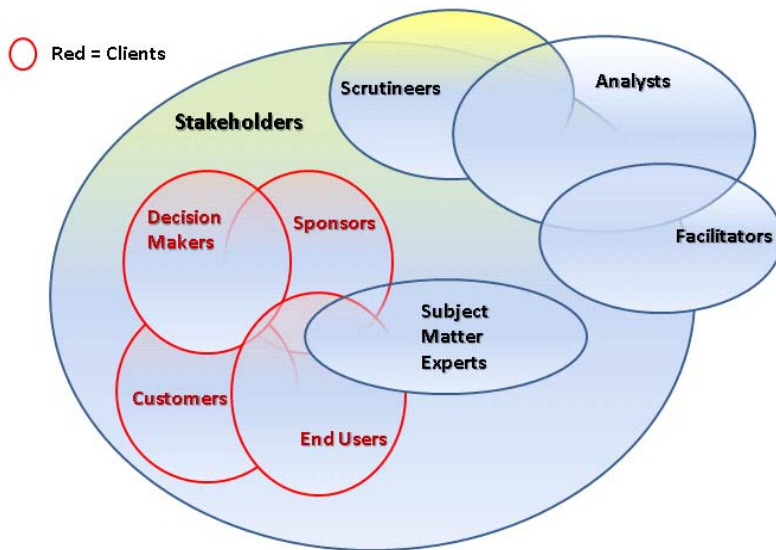 Red = Clients
Scrutineers
Analysts
Stakeholders
Decision
Makers
Sponsors
Facilitators
Subject
Matter
Experts
Customers
End Users